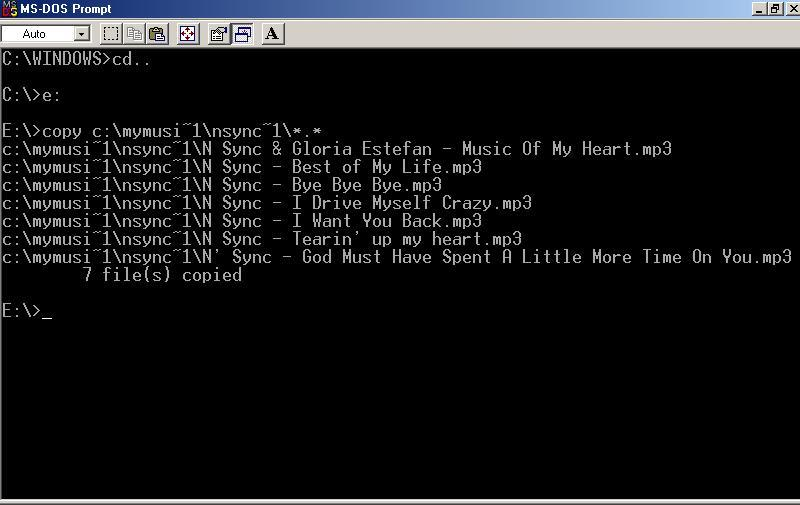 MS-DOS Prompt
Auto
A
C:\WINDOWS>cd..
C:\>e:
E:\>copy c:\mymusi~1\nsync~1\*.*
c:\mymusi~1\nsync~1\N Sync & Gloria Estefan - Music Of My Heart.mp3
c:\mymusi~1\nsync~1\N Sync - Best of My Life.mp3
c:\mymusi~1\nsync~1\N Sync - Bye Bye Bye.mp3
c:\mymusi~1\nsync~1\N Sync - I Drive Myself Crazy.mp3
c:\mymusi~1\nsync~1\N Sync - I Want You Back.mp3
c:\mymusi~1\nsync~1\N Sync - Tearin' up my heart.mp3
c:\mymusi~1\nsync~1\N' Sync - God Must Have Spent A Little More Time On You.mp3
7 file(s) copied
E:\>_